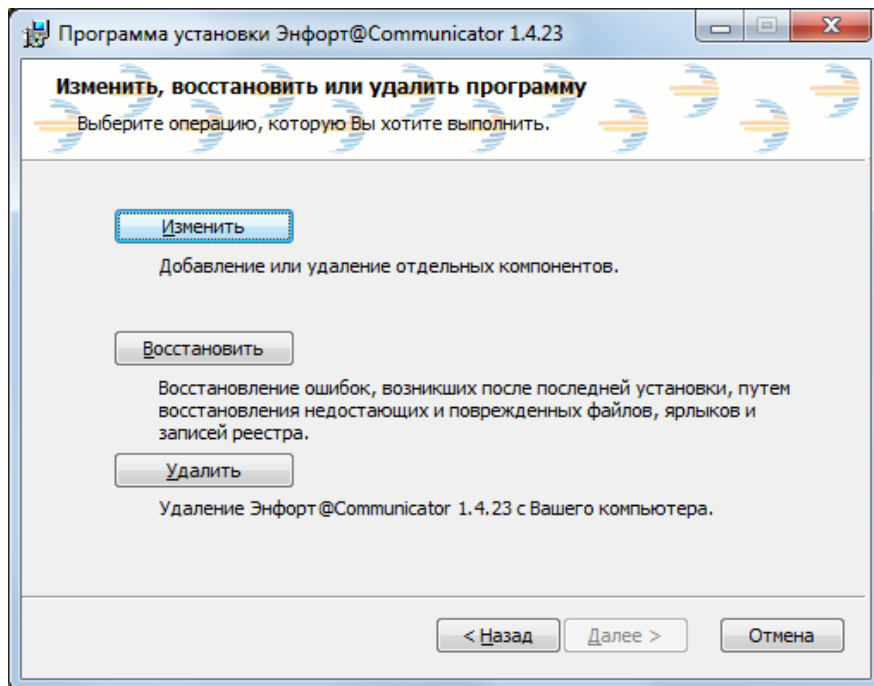 Программа установки Энфорт@Communicator 1.4.23
Изменить, восстановить или удалить программу
Выберите операцию, которую Вы хотите выполнить.
Изменить
Добавление или удаление отдельных компонентов.
Восстановить
Восстановление ошибок, возникших после последней установки, путем
восстановления недостающих и поврежденных файлов, ярлыков и
записей реестра.
Удалить
Удаление Энфорт@Communicator 1.4.23 с Вашего компьютера.
< Назад Далее > Отмена